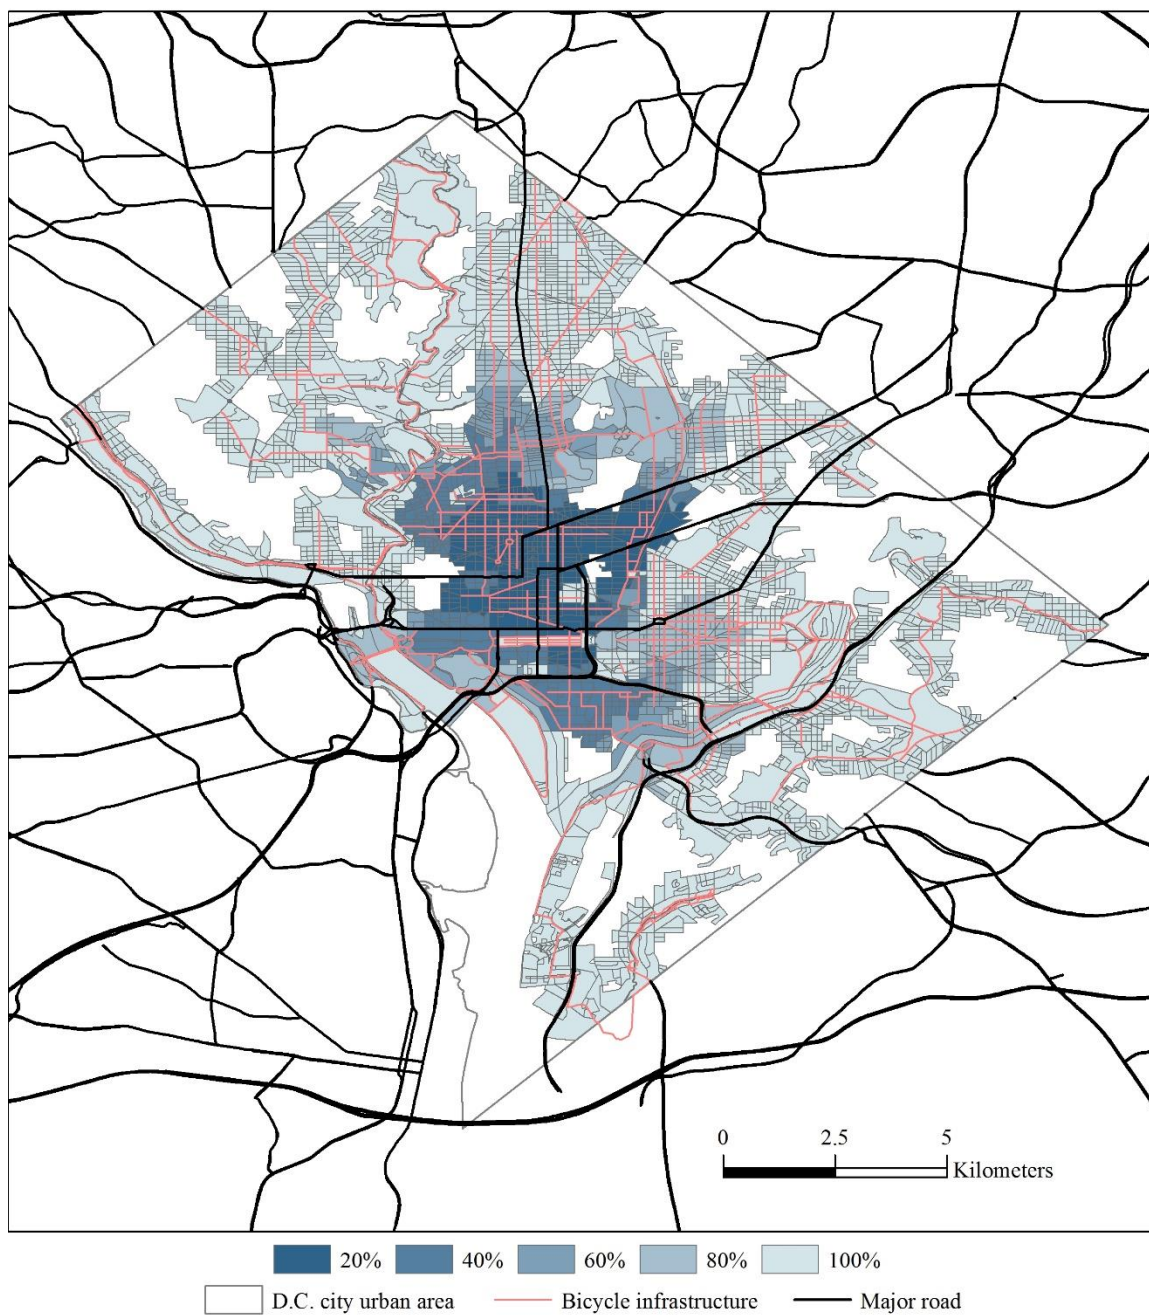 0 2.5 5
Kilometers
20% 40% 60% 80% 100%
D.C. city urban area Bicycle infrastructure Major road